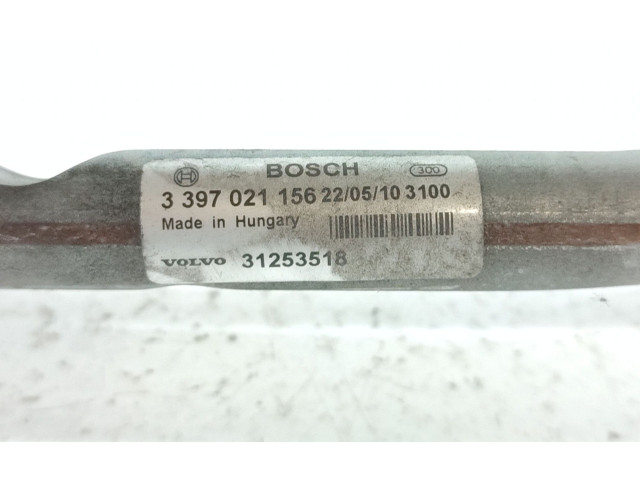 BOSCH 300
3 397 021 156 22/05/10 3100
Made in Hungary
VOLVO 31253518